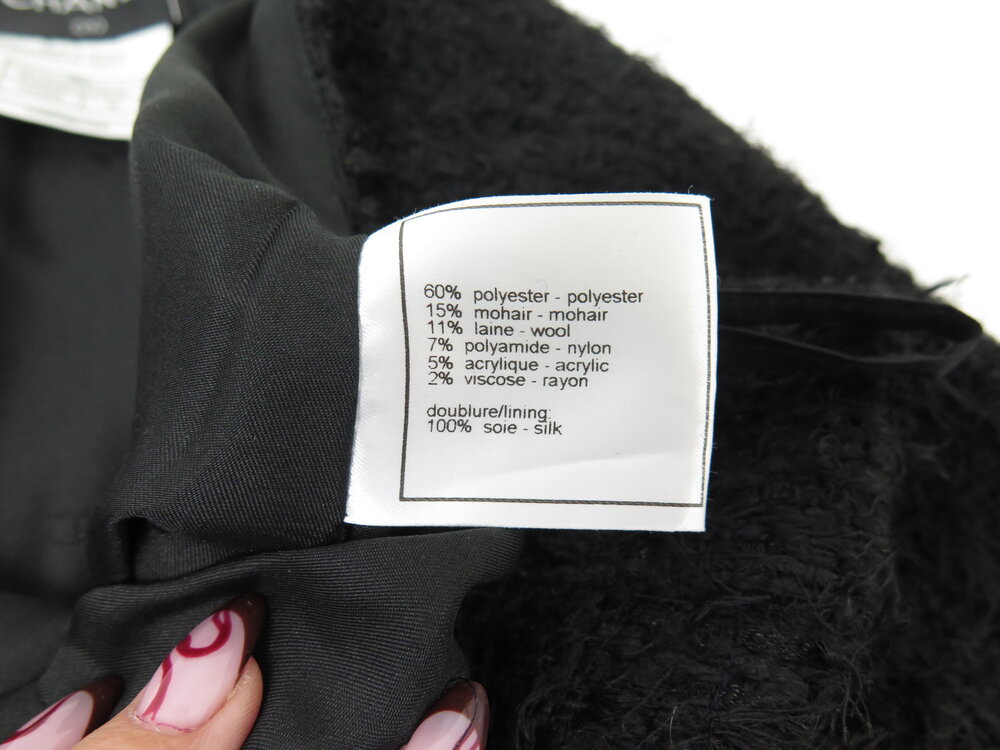 CHAN
60% polyester - polyester
15% mohair - mohair
11% laine - wool
7% polyamide - nylon
5% acrylique - acrylic
2% viscose - rayon
doublure/lining:
100% soie - silk